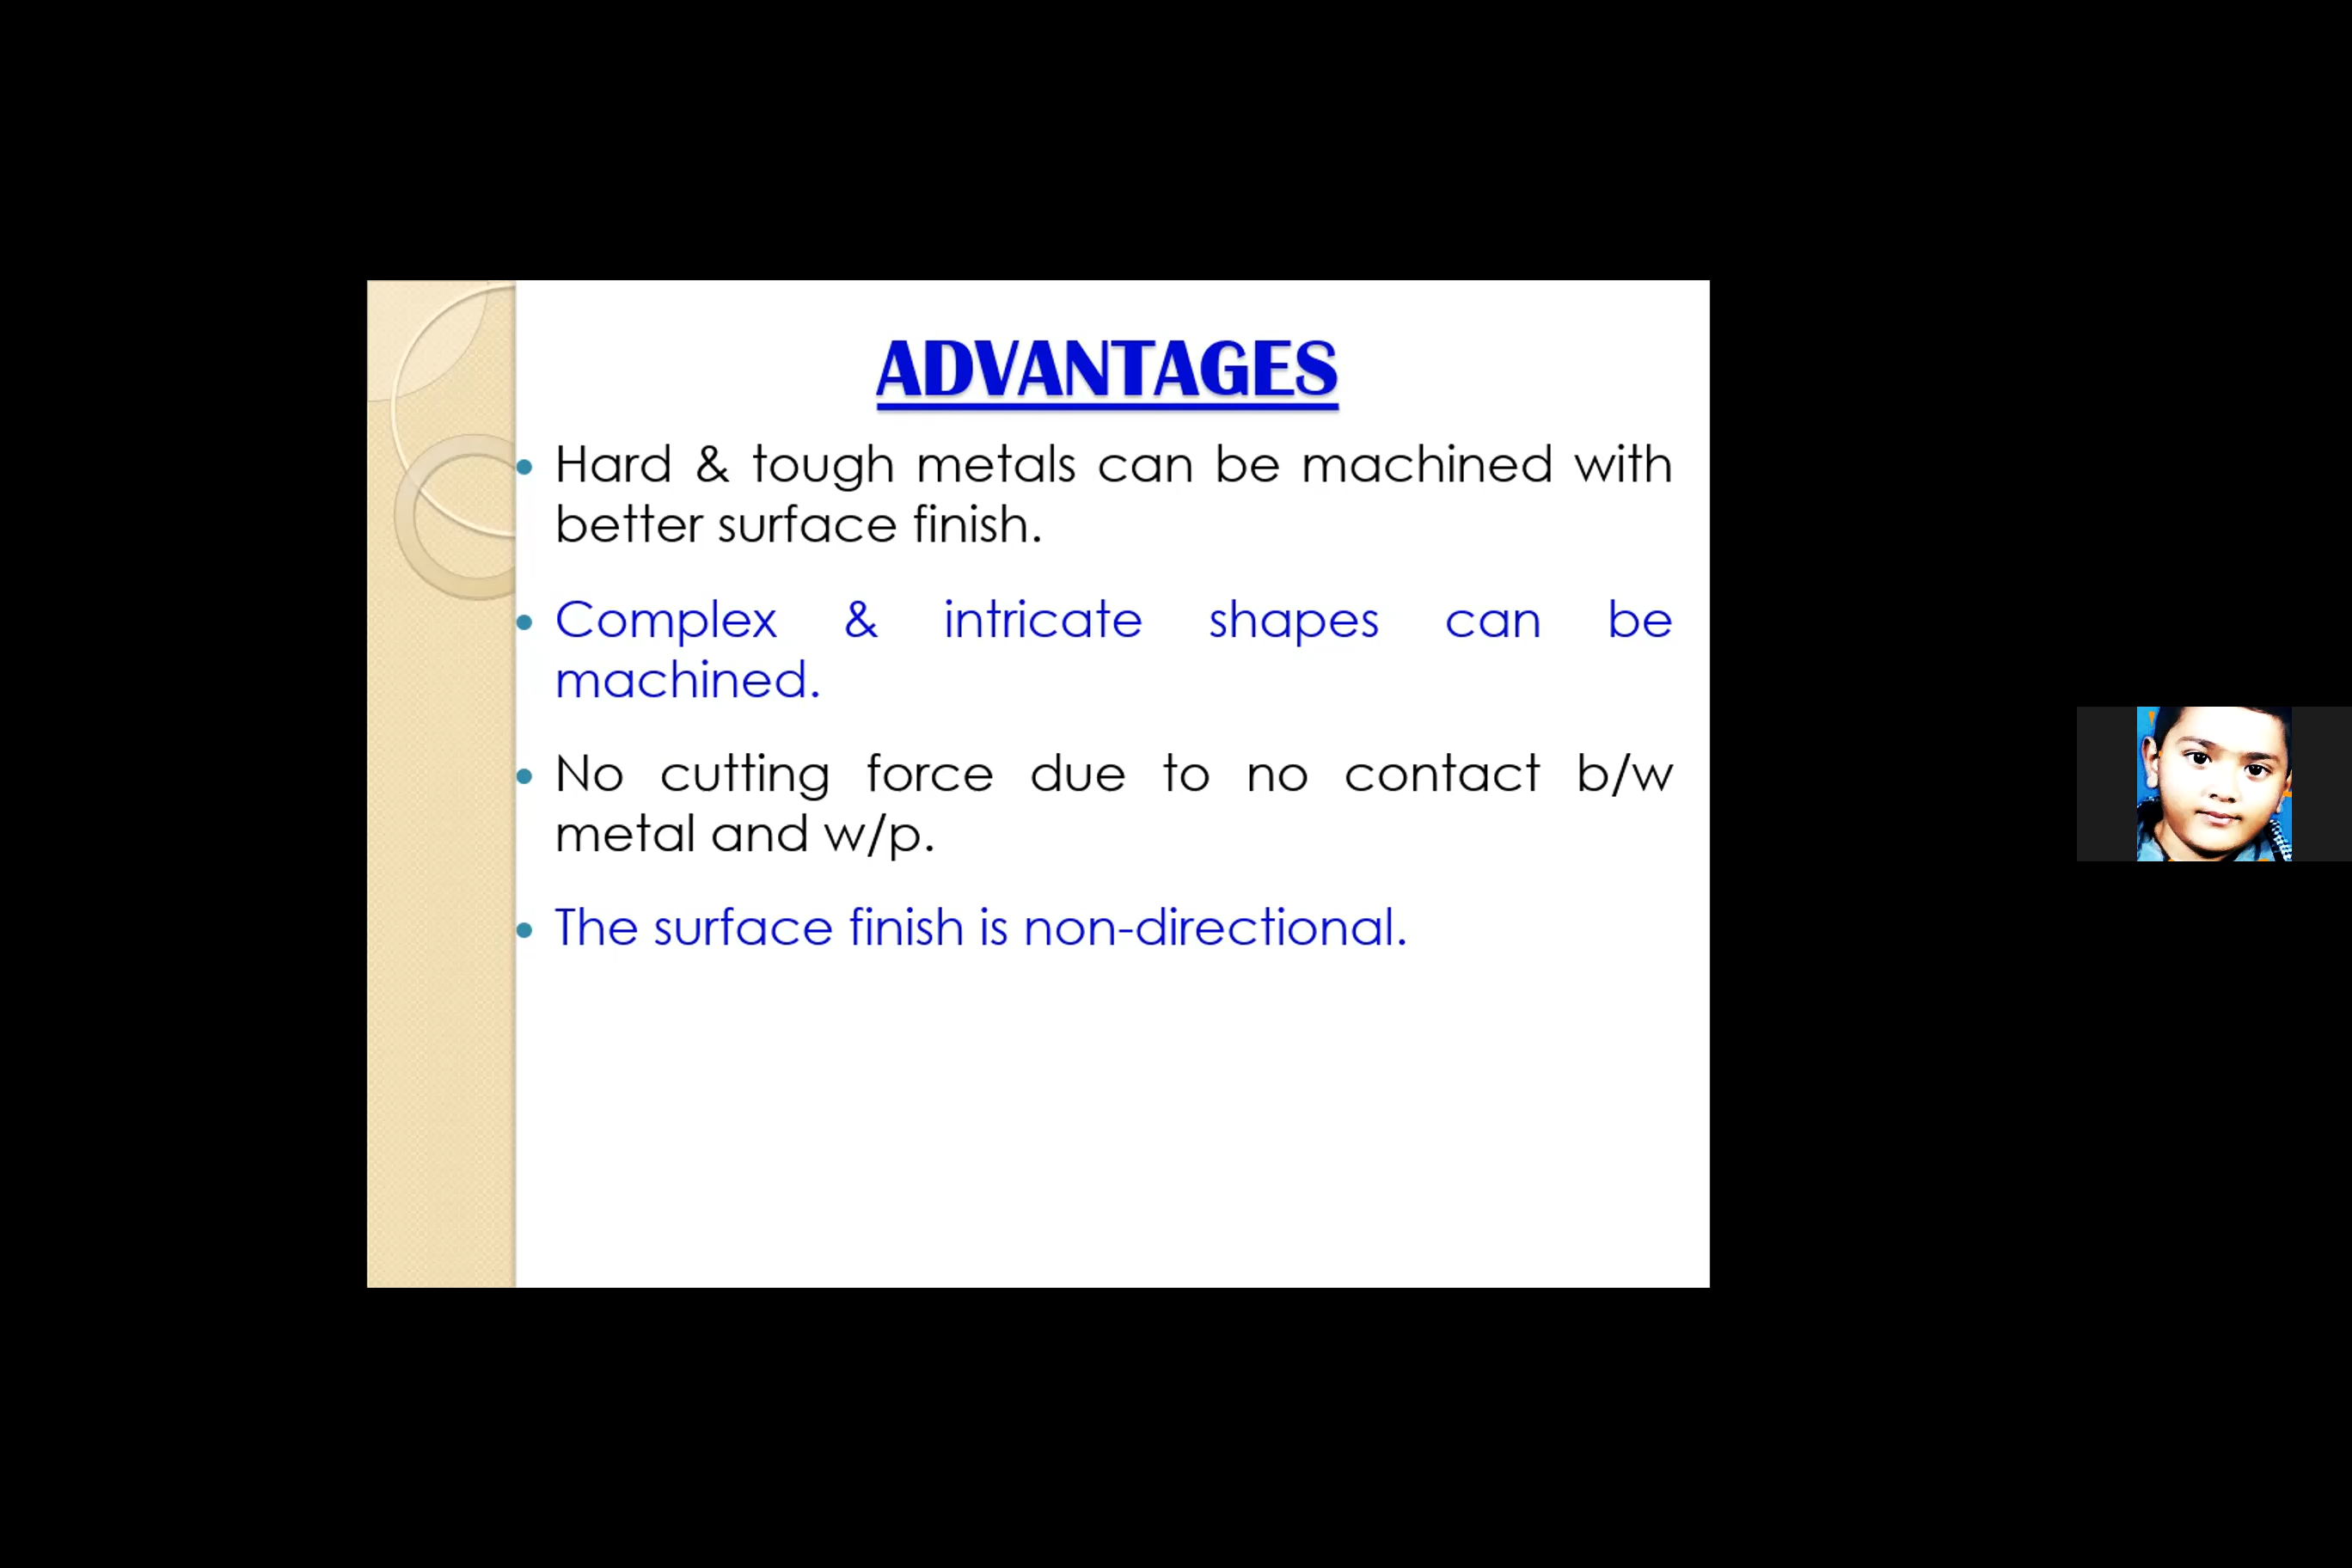 ADVANTAGES
• Hard & tough metals can be machined with
better surface finish.
• Complex & intricate shapes can be
machined.
• No cutting force due to no contact b/w
metal and w/p.
• The surface finish is non-directional.